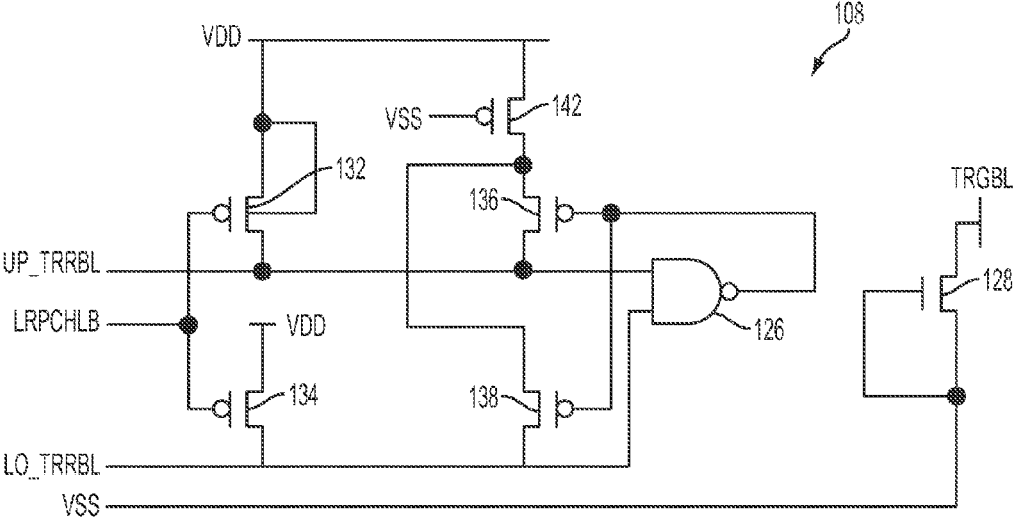 108
VDD
VSS
142
132
136
TRGBL
UP_TRRBL
128
LRPCHLB
VDD
126
134
138
LO_TRRBL
VSS